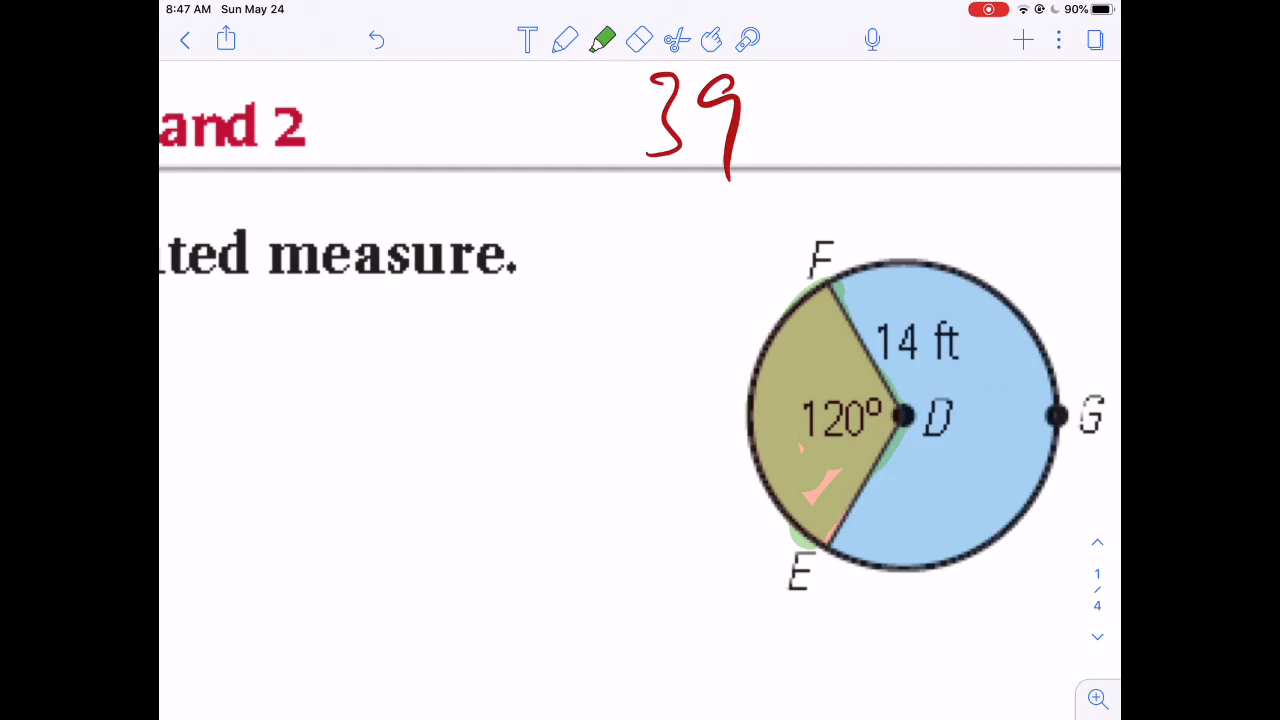 8:47 AM Sun May 24
90%
T
39
and 2
ted measure.
F
14 ft
120°
D
G
E
1
/
4